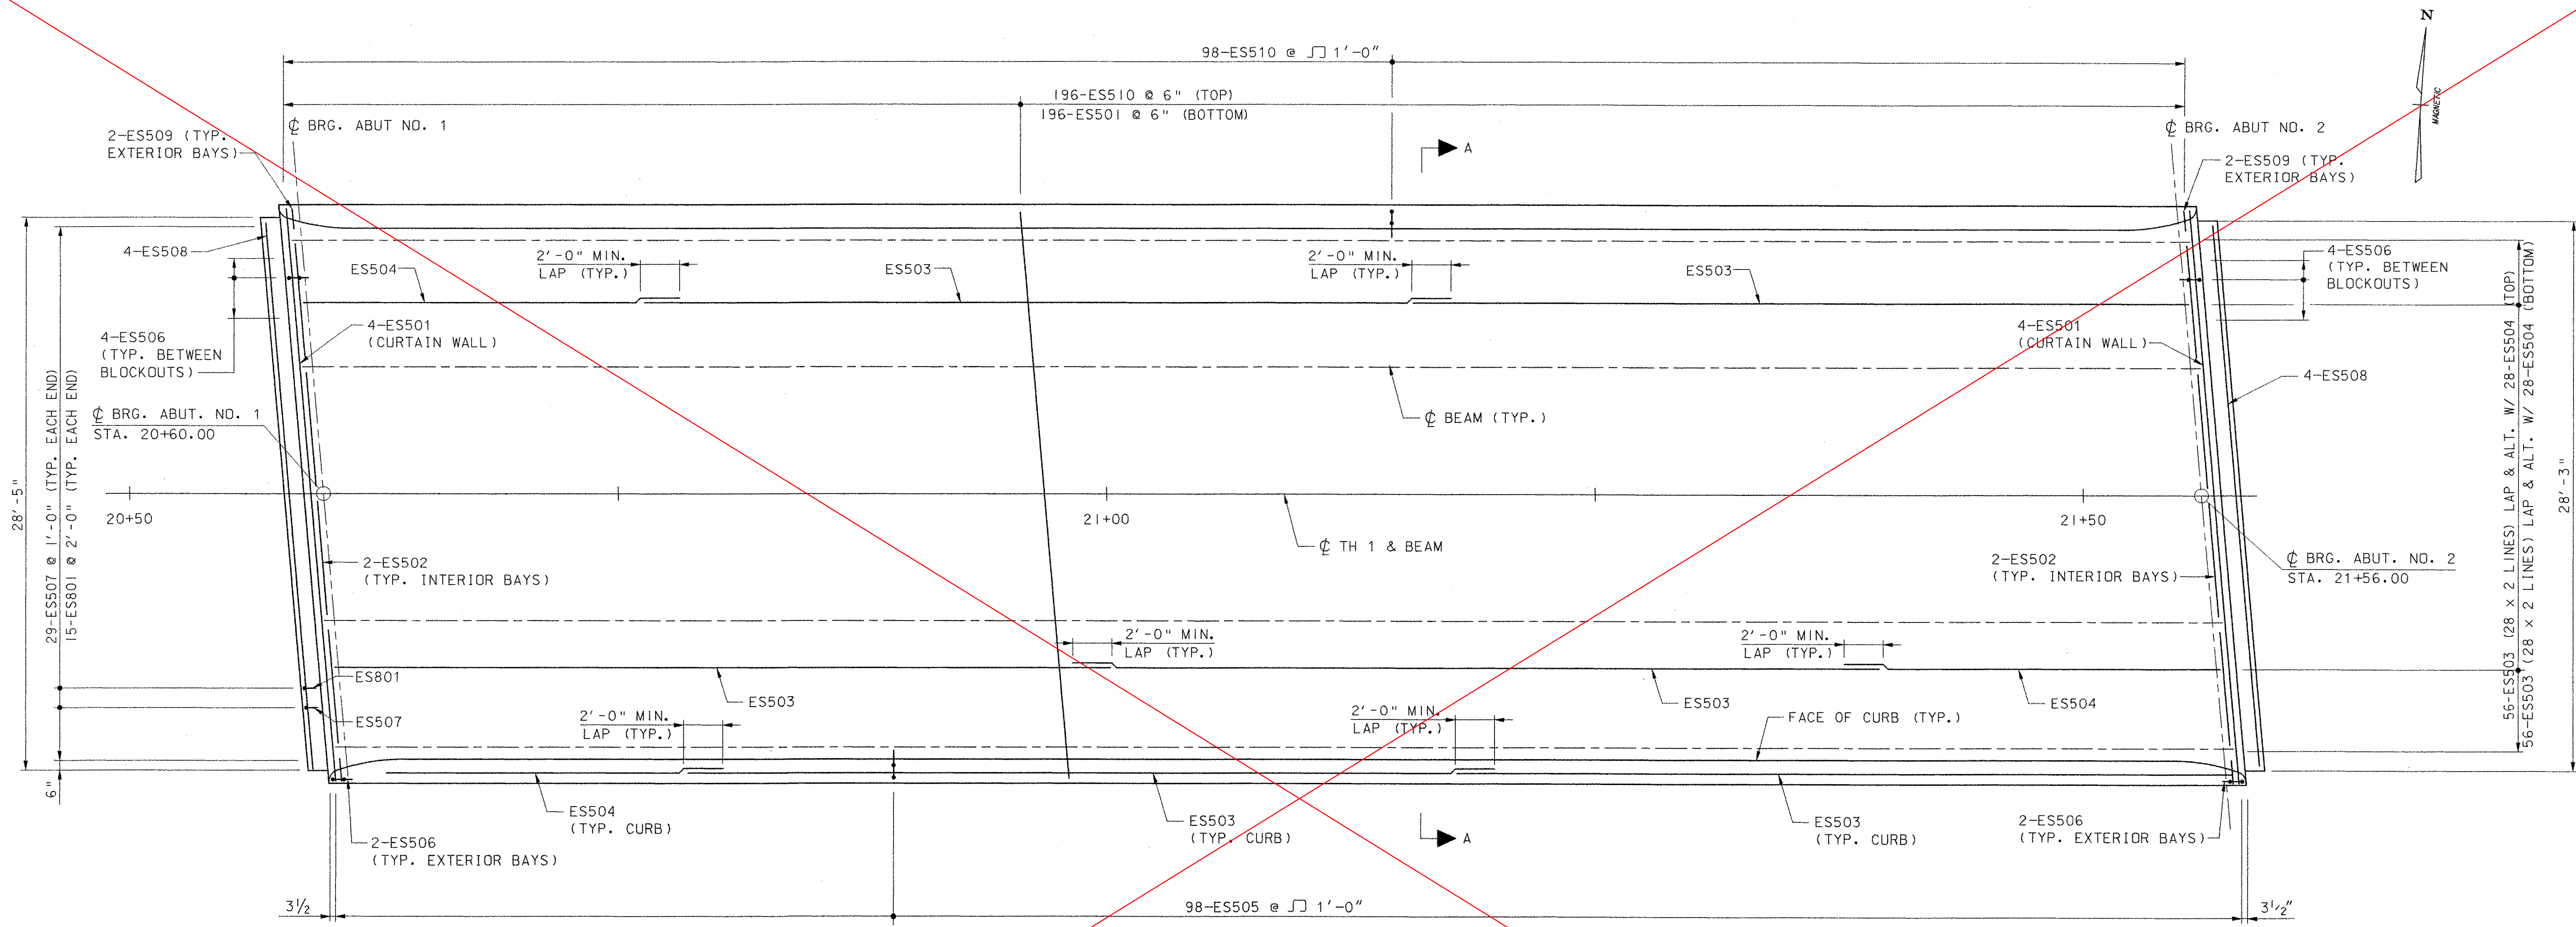 98-ES510 @ 1'-0"
196-ES510 @ 6" (TOP)
196-ES501 @ 6" (BOTTOM)
N
MAGNETIC
2-ES509 (TYP.
EXTERIOR BAYS)
℄ BRG. ABUT NO. 1
A
℄ BRG. ABUT NO. 2
2-ES509 (TYP.
EXTERIOR BAYS)
4-ES508
ES504
2'-0" MIN.
LAP (TYP.)
ES503
2'-0" MIN.
LAP (TYP.)
ES503
4-ES506
(TYP. BETWEEN
BLOCKOUTS)
4-ES506
(TYP. BETWEEN
BLOCKOUTS)
4-ES501
(CURTAIN WALL)
4-ES501
(CURTAIN WALL)
4-ES508
℄ BRG. ABUT. NO. 1
STA. 20+60.00
℄ BEAM (TYP.)
28'-5"
29-ES507 @ 1'-0" (TYP. EACH END)
15-ES801 @ 2'-0" (TYP. EACH END)
6"
56-ES503 (28 x 2 LINES) LAP & ALT. W/ 28-ES504 (TOP)
56-ES503 (28 x 2 LINES) LAP & ALT. W/ 28-ES504 (BOTTOM)
28'-3"
20+50
21+00
21+50
℄ TH 1 & BEAM
2-ES502
(TYP. INTERIOR BAYS)
2-ES502
(TYP. INTERIOR BAYS)
℄ BRG. ABUT. NO. 2
STA. 21+56.00
2'-0" MIN.
LAP (TYP.)
2'-0" MIN.
LAP (TYP.)
ES801
ES503
ES503
ES504
ES507
2'-0" MIN.
LAP (TYP.)
2'-0" MIN.
LAP (TYP.)
FACE OF CURB (TYP.)
ES504
(TYP. CURB)
ES503
(TYP. CURB)
ES503
(TYP. CURB)
2-ES506
(TYP. EXTERIOR BAYS)
2-ES506
(TYP. EXTERIOR BAYS)
A
3½
98-ES505 @ 1'-0"
3½"